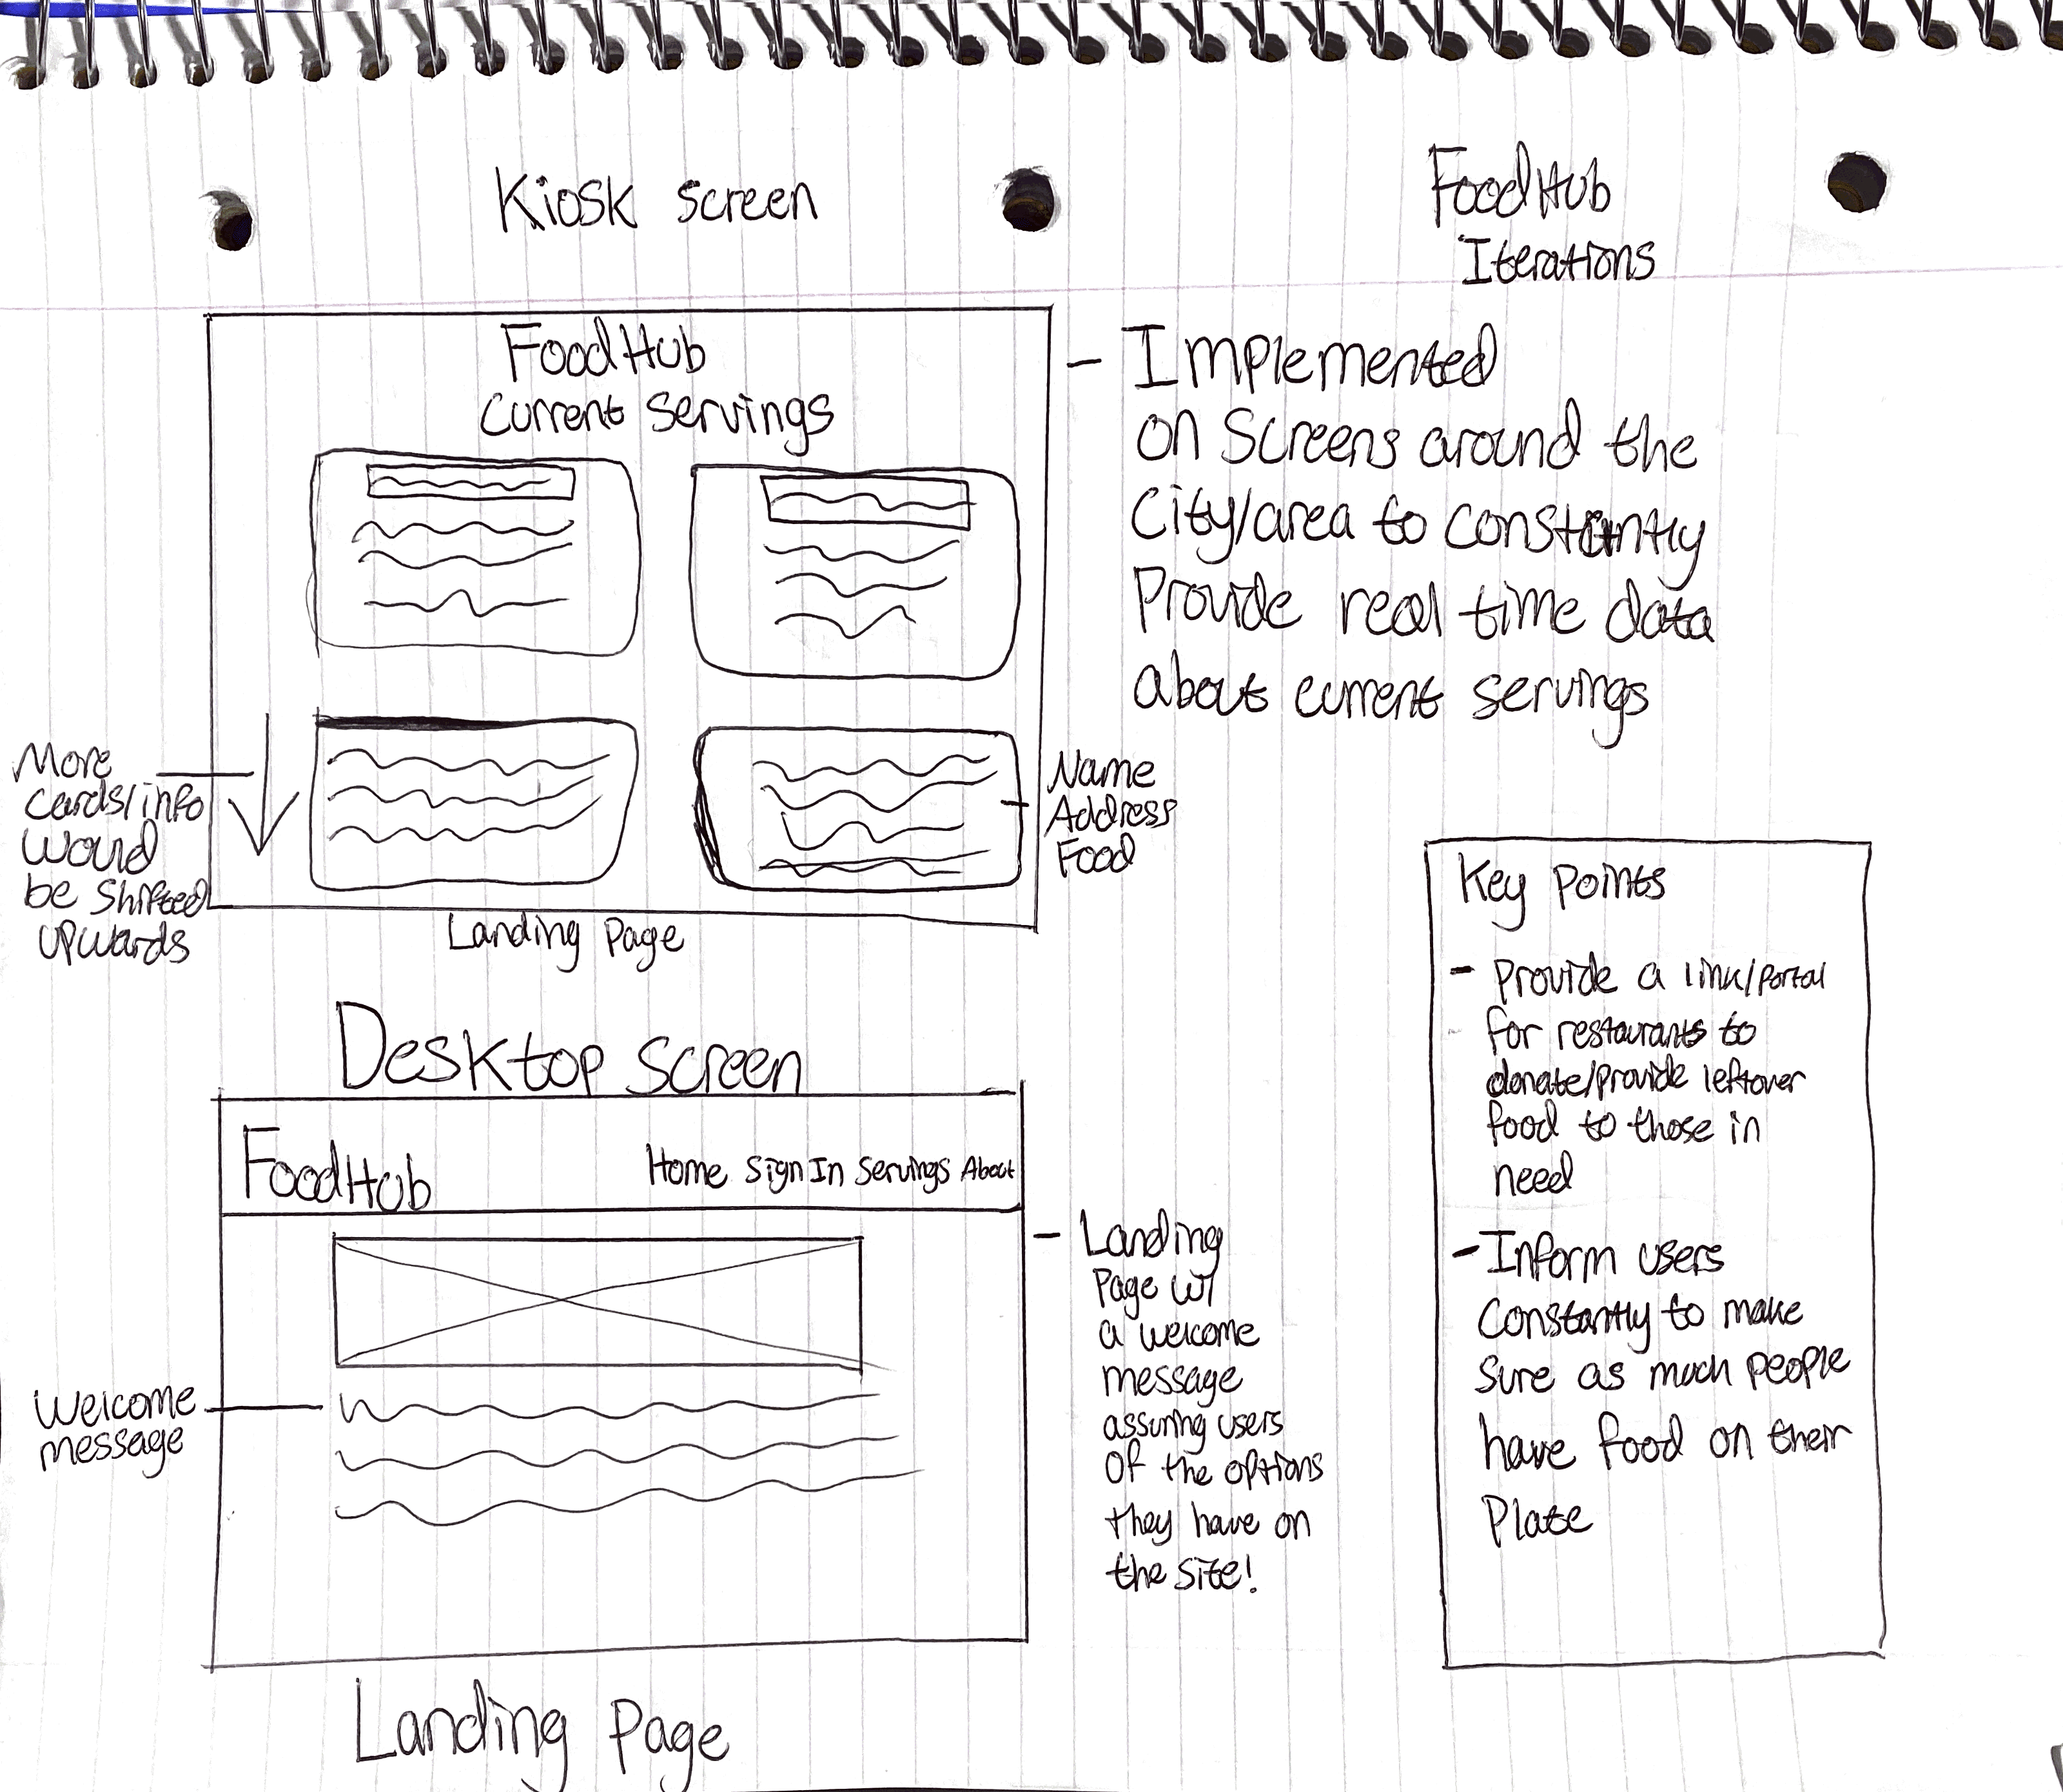 Kiosk Screen
FoodHub
Iterations
FoodHub
Current Servings
- Implemented
on Screens around the
City/area to constantly
Provide real time data
about current servings
More
Cards/info
would
be Shifted
upwards
Name
Address
Food
Landing Page
Key Points
- Provide a link/portal
for restaurants to
donate/provide leftover
food to those in
need
- Inform users
Constantly to make
sure as much people
have food on their
Plate
Desktop Screen
FoodHub
Home Sign In Servings About
- Landing
Page w/
a welcome
message
assuring users
of the options
they have on
the site!
Welcome
message
Landing Page